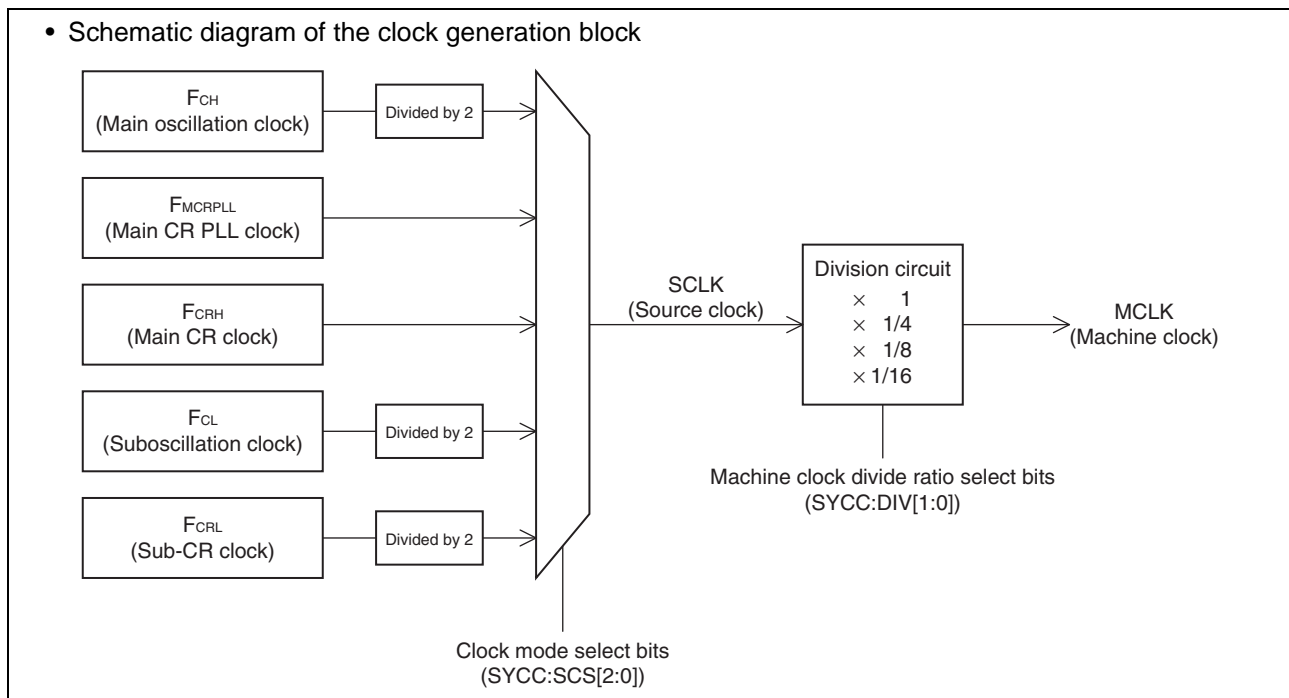 • Schematic diagram of the clock generation block
FCH
(Main oscillation clock)
Divided by 2
FMCRPLL
(Main CR PLL clock)
FCRH
(Main CR clock)
FCL
(Suboscillation clock)
Divided by 2
FCRL
(Sub-CR clock)
Divided by 2
SCLK
(Source clock)
Division circuit
× 1
× 1/4
× 1/8
× 1/16
MCLK
(Machine clock)
Machine clock divide ratio select bits
(SYCC:DIV[1:0])
Clock mode select bits
(SYCC:SCS[2:0])